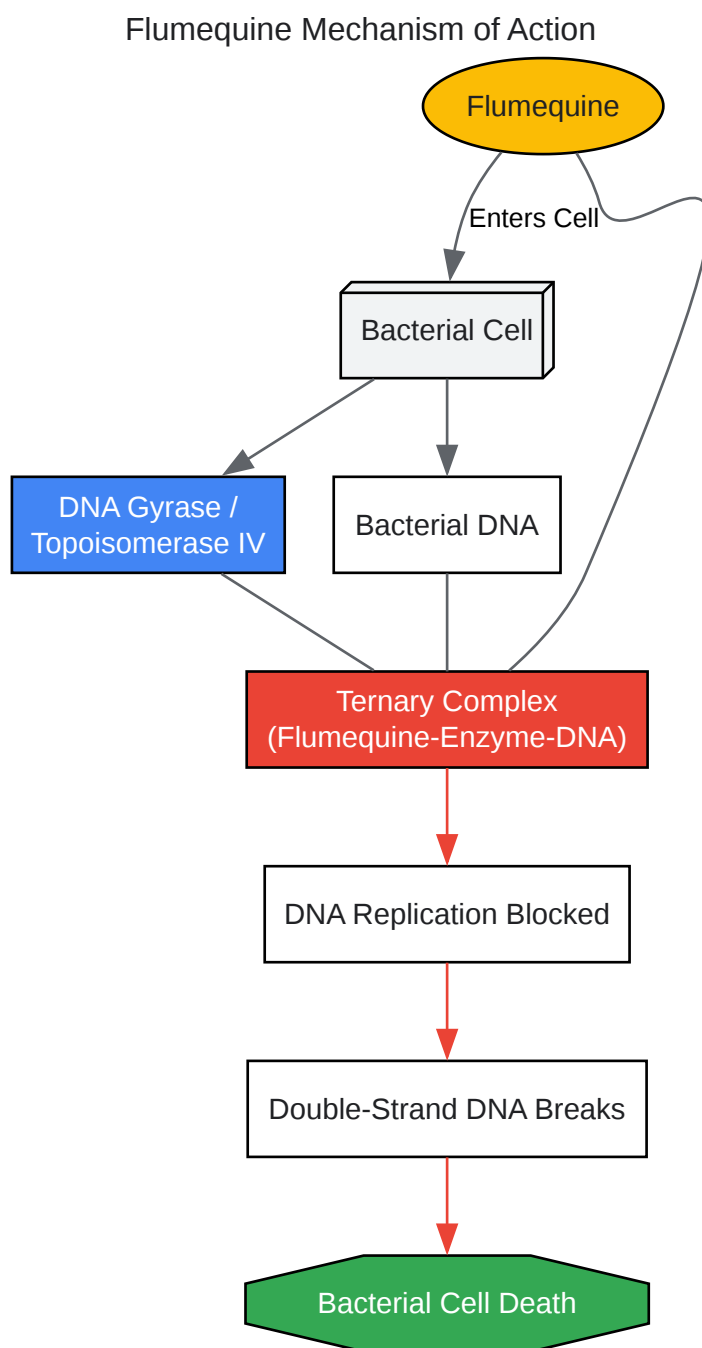 Flumequine Mechanism of Action
Flumequine
Enters Cell
Bacterial Cell
DNA Gyrase /
Topoisomerase IV
Bacterial DNA
Ternary Complex
(Flumequine-Enzyme-DNA)
DNA Replication Blocked
Double-Strand DNA Breaks
Bacterial Cell Death